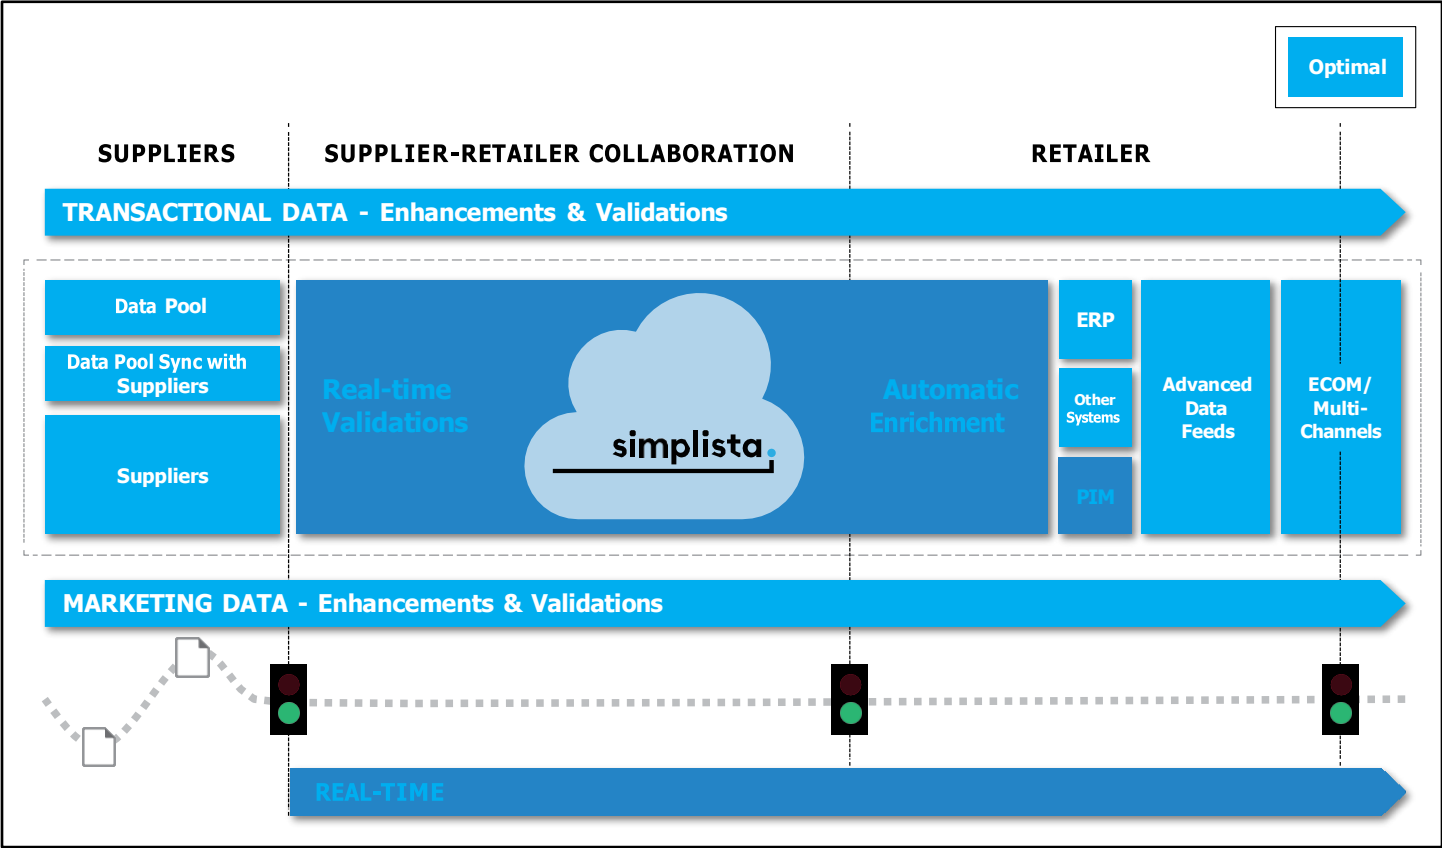 Optimal
SUPPLIERS
SUPPLIER-RETAILER COLLABORATION
RETAILER
TRANSACTIONAL DATA - Enhancements & Validations
Data Pool
Data Pool Sync with
Suppliers
Suppliers
Real-time
Validations
simplista.
Automatic
Enrichment
ERP
Other
Systems
PIM
Advanced
Data
Feeds
ECOM/
Multi-
Channels
MARKETING DATA - Enhancements & Validations
REAL-TIME